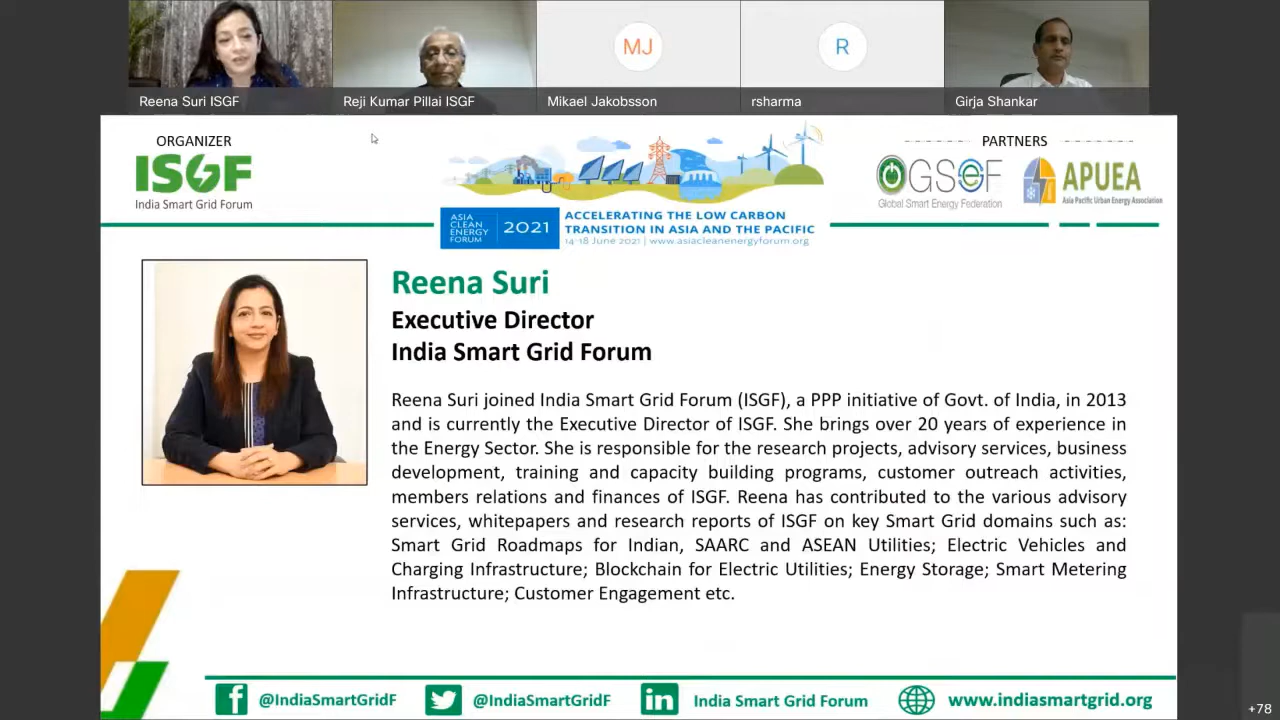 MJ
R
Reena Suri ISGF
Reji Kumar Pillai ISGF
Mikael Jakobsson
rsharma
Girja Shankar
ORGANIZER
ISGF
India Smart Grid Forum
ASIA
CLEAN
ENERGY
FORUM
2021
ACCELERATING THE LOW CARBON
TRANSITION IN ASIA AND THE PACIFIC
14-18 June 2021 | www.asiacleanenergyforum.org
PARTNERS
GSEF
Global Smart Energy Federation
APUEA
Asia Pacific Urban Energy Association
Reena Suri
Executive Director
India Smart Grid Forum
Reena Suri joined India Smart Grid Forum (ISGF), a PPP initiative of Govt. of India, in 2013
and is currently the Executive Director of ISGF. She brings over 20 years of experience in
the Energy Sector. She is responsible for the research projects, advisory services, business
development, training and capacity building programs, customer outreach activities,
members relations and finances of ISGF. Reena has contributed to the various advisory
services, whitepapers and research reports of ISGF on key Smart Grid domains such as:
Smart Grid Roadmaps for Indian, SAARC and ASEAN Utilities; Electric Vehicles and
Charging Infrastructure; Blockchain for Electric Utilities; Energy Storage; Smart Metering
Infrastructure; Customer Engagement etc.
@IndiaSmartGridF
@IndiaSmartGridF
India Smart Grid Forum
www.indiasmartgrid.org
+78